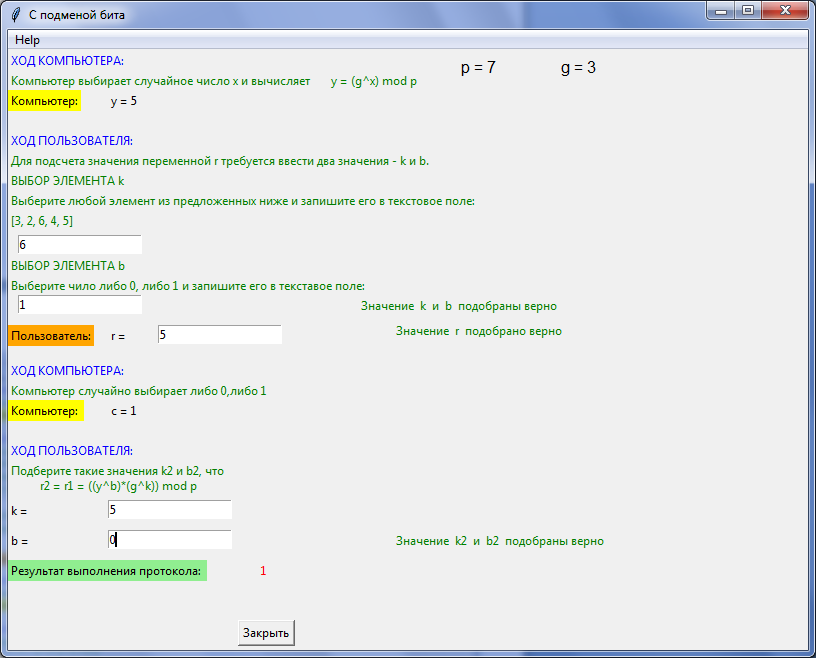 С подменой бита
Help
ХОД КОМПЬЮТЕРА:
p = 7 g = 3
Компьютер выбирает случайное число x и вычисляет y = (g^x) mod p
Компьютер: y = 5
ХОД ПОЛЬЗОВАТЕЛЯ:
Для подсчета значения переменной r требуется ввести два значения - k и b.
ВЫБОР ЭЛЕМЕНТА k
Выберите любой элемент из предложенных ниже и запишите его в текстовое поле:
[3, 2, 6, 4, 5]
6
ВЫБОР ЭЛЕМЕНТА b
Выберите чило либо 0, либо 1 и запишите его в текставое поле:
1
Значение k и b подобраны верно
Пользователь: r = 5
Значение r подобрано верно
ХОД КОМПЬЮТЕРА:
Компьютер случайно выбирает либо 0,либо 1
Компьютер: c = 1
ХОД ПОЛЬЗОВАТЕЛЯ:
Подберите такие значения k2 и b2, что
r2 = r1 = ((y^b)*(g^k)) mod p
k = 5
b = 0
Значение k2 и b2 подобраны верно
Результат выполнения протокола: 1
Закрыть